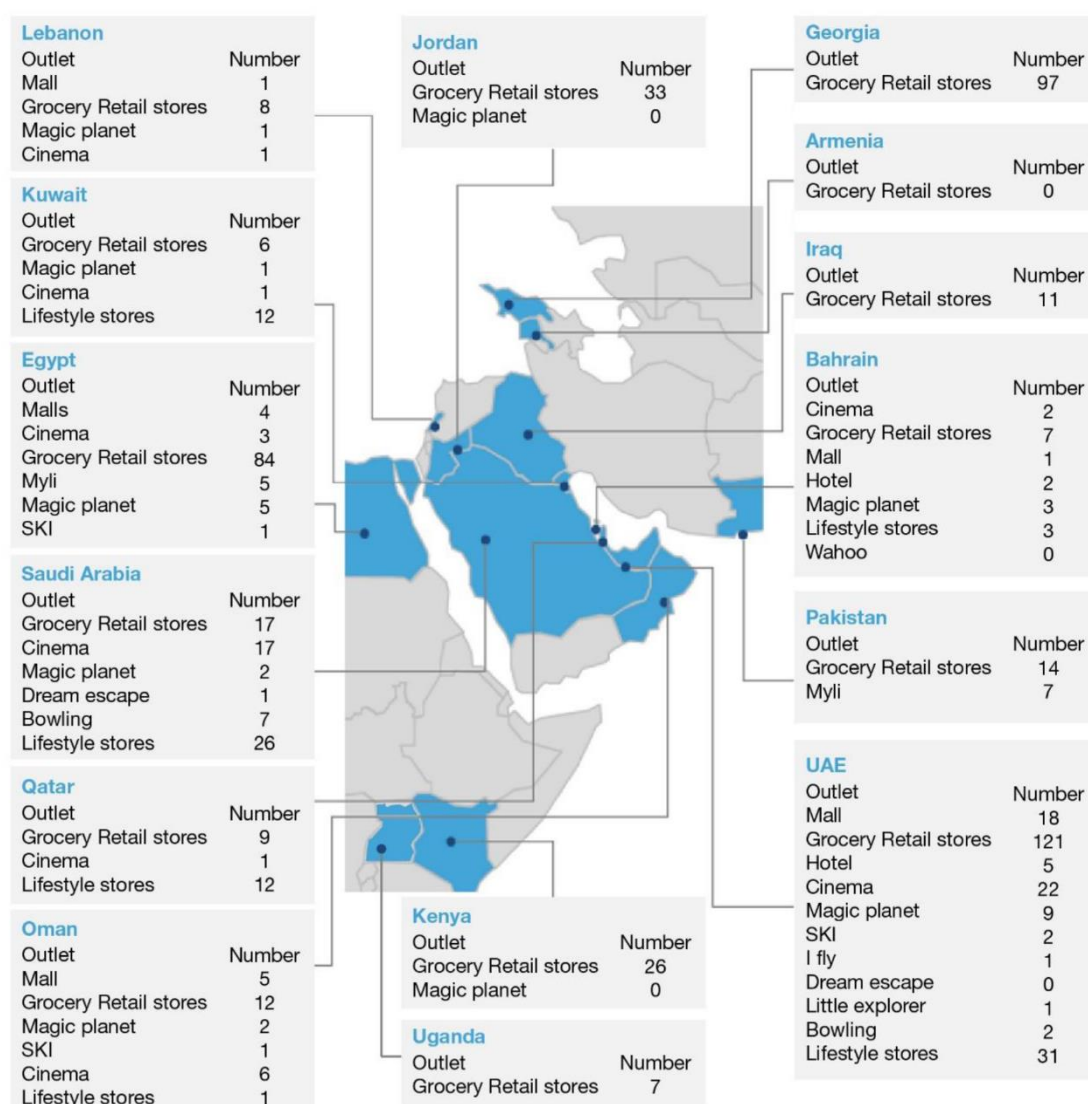 Lebanon
Outlet Number
Mall 1
Grocery Retail stores 8
Magic planet 1
Cinema 1
Kuwait
Outlet Number
Grocery Retail stores 6
Magic planet 1
Cinema 1
Lifestyle stores 12
Egypt
Outlet Number
Malls 4
Cinema 3
Grocery Retail stores 84
Myli 5
Magic planet 5
SKI 1
Saudi Arabia
Outlet Number
Grocery Retail stores 17
Cinema 17
Magic planet 2
Dream escape 1
Bowling 7
Lifestyle stores 26
Qatar
Outlet Number
Grocery Retail stores 9
Cinema 1
Lifestyle stores 12
Oman
Outlet Number
Mall 5
Grocery Retail stores 12
Magic planet 2
SKI 1
Cinema 6
Lifestyle stores 1
Jordan
Outlet Number
Grocery Retail stores 33
Magic planet 0
Kenya
Outlet Number
Grocery Retail stores 26
Magic planet 0
Uganda
Outlet Number
Grocery Retail stores 7
Georgia
Outlet Number
Grocery Retail stores 97
Armenia
Outlet Number
Grocery Retail stores 0
Iraq
Outlet Number
Grocery Retail stores 11
Bahrain
Outlet Number
Cinema 2
Grocery Retail stores 7
Mall 1
Hotel 2
Magic planet 3
Lifestyle stores 3
Wahoo 0
Pakistan
Outlet Number
Grocery Retail stores 14
Myli 7
UAE
Outlet Number
Mall 18
Grocery Retail stores 121
Hotel 5
Cinema 22
Magic planet 9
SKI 2
I fly 1
Dream escape 0
Little explorer 1
Bowling 2
Lifestyle stores 31